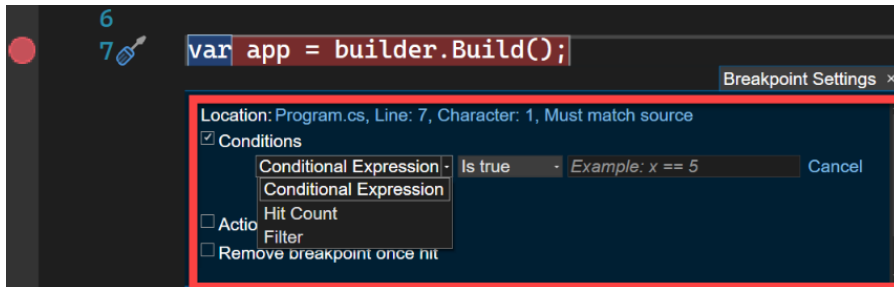 6
7 var app = builder.Build();
Breakpoint Settings ×
Location: Program.cs, Line: 7, Character: 1, Must match source
Conditions
Conditional Expression Is true Example: x == 5 Cancel
Conditional Expression
Hit Count
Actio
Filter
Remove breakpoint once hit